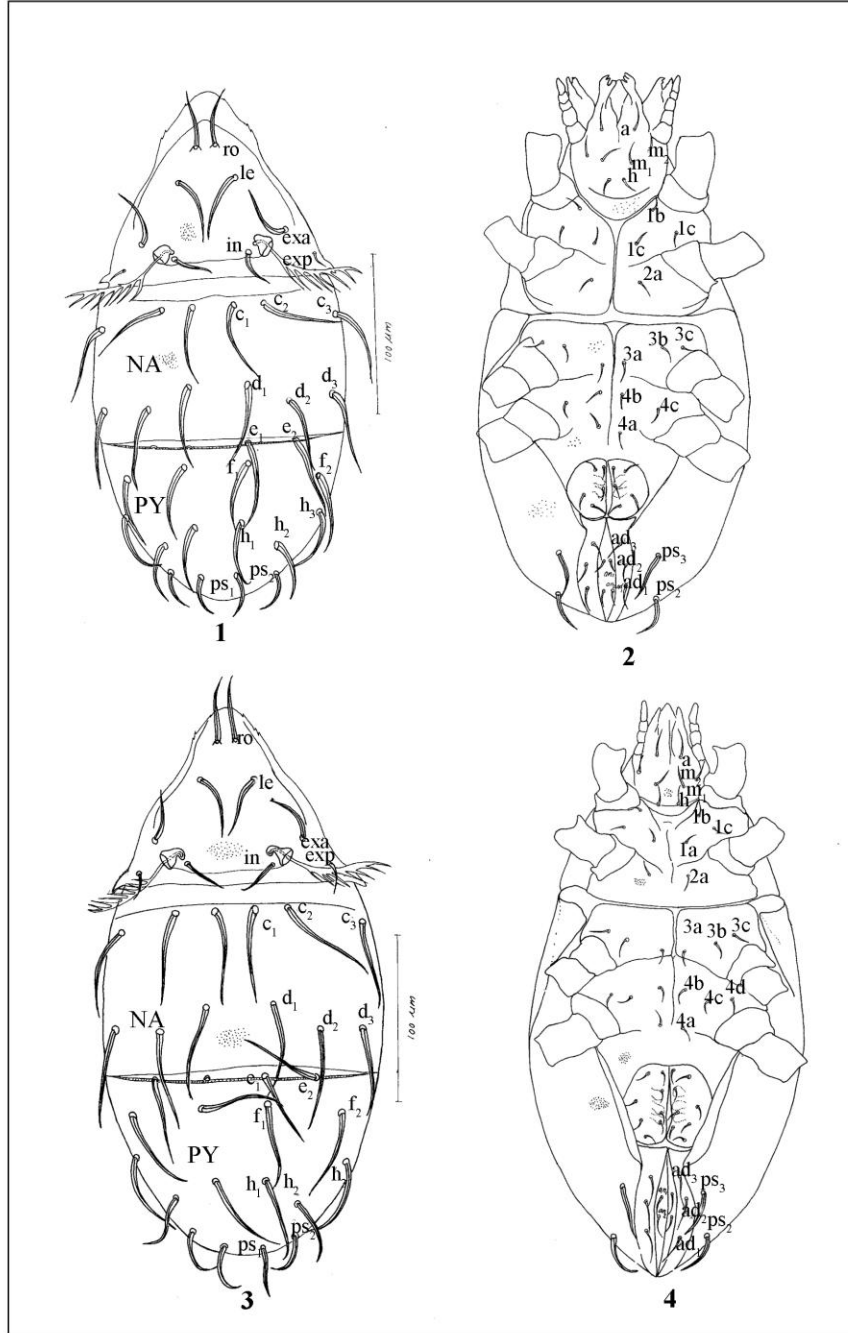 ro
le
exa
in
exp
c1 c2 c3
100 µm
NA
d1 d2 d3
e1 e2
f1 f2
PY
h1 h2 h3
ps1 ps2
1
a
m2
m1
h
1b
1c
1c
2a
3a 3b 3c
4b 4c
4a
ad3
ad2 ps3
an
ad1 ps2
2
ro
le
exa
in exp
c1 c2 c3
d1 d2 d3
NA
100 µm
e1 e2
f1 f2
PY
h1 h2 h3
ps1 ps2
3
a
m
m1
h
1b
1c
1a
2a
3a 3b 3c
4b 4c 4d
4a
ad3 ps3
ad2 ps2
ad1
4